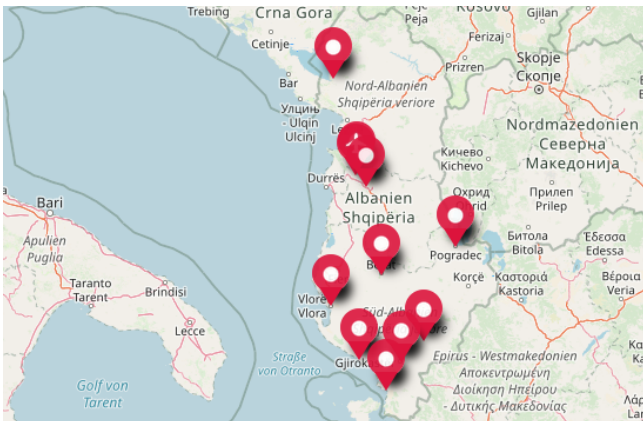 Trebing
Crna Gora
Peja
Peć
Kosovo
Gjilan
Cetinje
Ferizaj
Prizren
Skopje
Скопје
Bar
Nord-Albanien
Shqipëria veriore
Улцињ
- Ulqin
Ulcinj
Nordmazedonien
Северна
Македонија
Кичево
Kichevo
Durrës
Albanien
Shqipëria
Охрид
Прилеп
Prilep
Bari
Apulien
Puglia
Битола
Bitola
Έδεσσα
Edessa
Pogradec
Korçë
Καστοριά
Kastoria
Βέροια
Veria
Taranto
Tarent
Brindisi
Vlorë
Vlora
Lecce
Straße
von Otranto
Golf von
Tarent
Epirus - Westmakedonien
Αποκεντρωμένη
Διοίκηση Ηπείρου
- Δυτικής Μακεδονίας